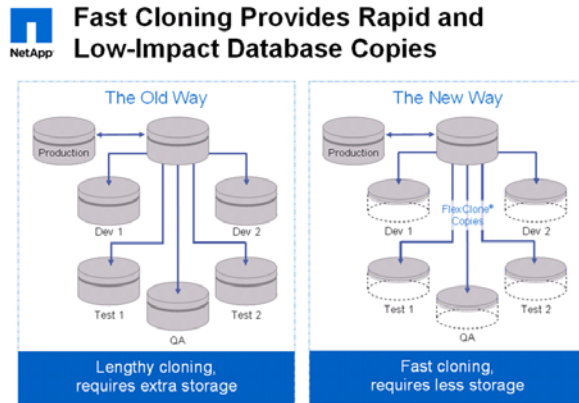 Fast Cloning Provides Rapid and
Low-Impact Database Copies
NetApp
The Old Way
Production
Dev 1
Dev 2
Test 1
QA
Test 2
Lengthy cloning,
requires extra storage
The New Way
Production
FlexClone®
Copies
Dev 1
Dev 2
Test 1
QA
Test 2
Fast cloning,
requires less storage